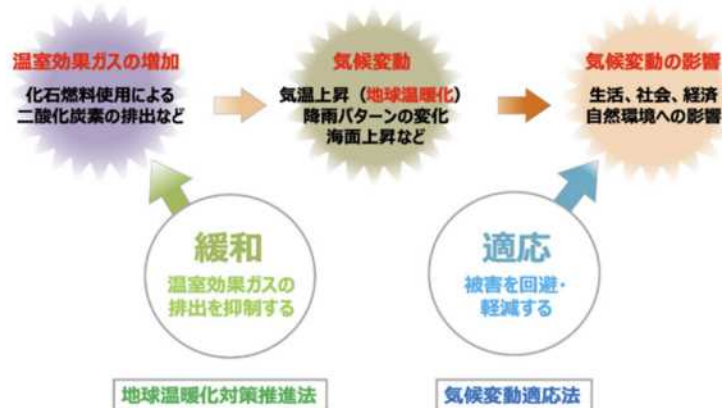 温室効果ガスの増加
化石燃料使用による
二酸化炭素の排出など
気候変動
気温上昇（地球温暖化）
降雨パターンの変化
海面上昇など
気候変動の影響
生活、社会、経済
自然環境への影響
緩和
温室効果ガスの
排出を抑制する
適応
被害を回避・
軽減する
地球温暖化対策推進法
気候変動適応法